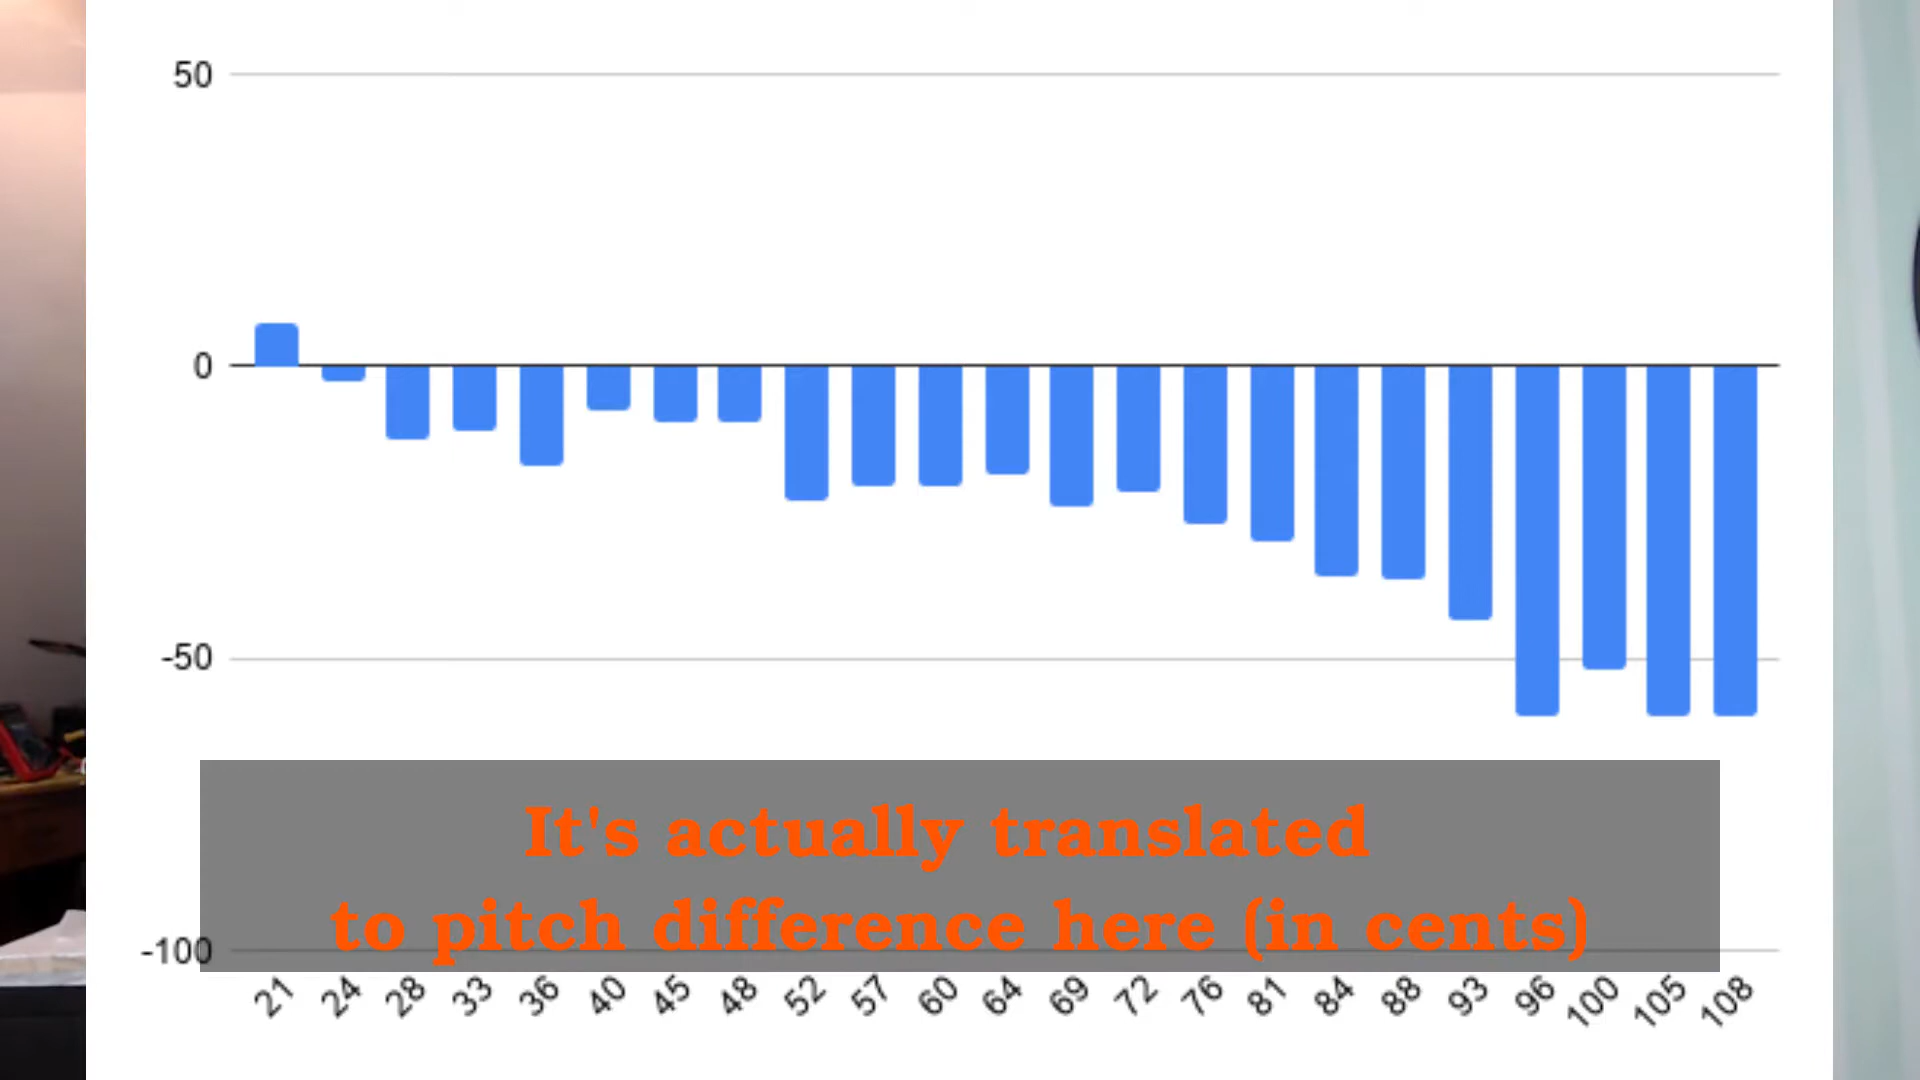 50
0
-50
-100
It's actually translated
to pitch difference here (in cents)
21 24 28 33 36 40 45 48 52 57 60 64 69 72 76 81 84 88 93 96 100 105 108